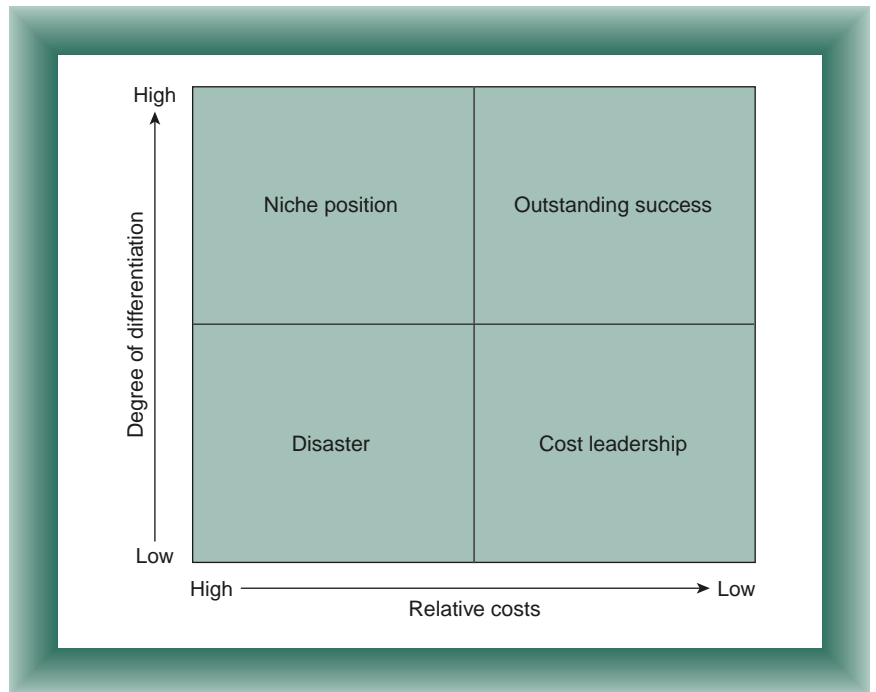 High
Niche position
Outstanding success
Degree of differentiation
Disaster
Cost leadership
Low
High
Low
Relative costs